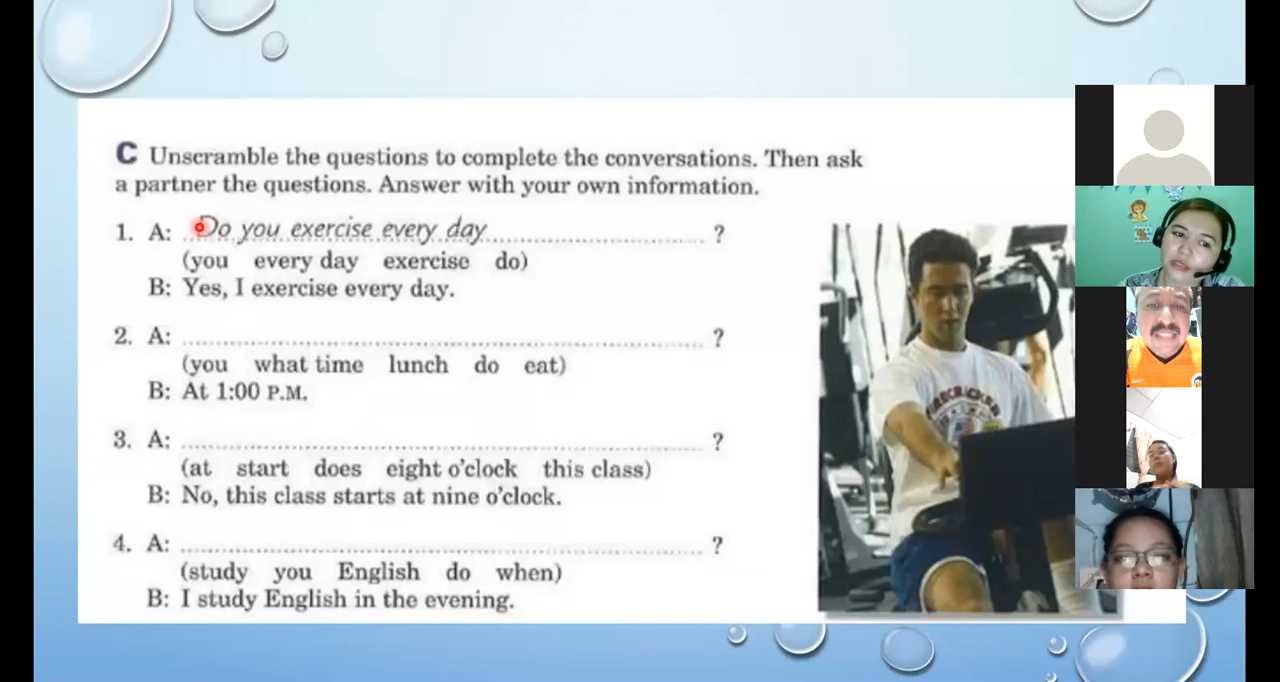 C Unscramble the questions to complete the conversations. Then ask
a partner the questions. Answer with your own information.
1. A: Do you exercise every day ?
(you every day exercise do)
B: Yes, I exercise every day.
2. A: ?
(you what time lunch do eat)
B: At 1:00 P.M.
3. A: ?
(at start does eight o'clock this class)
B: No, this class starts at nine o'clock.
4. A: ?
(study you English do when)
B: I study English in the evening.